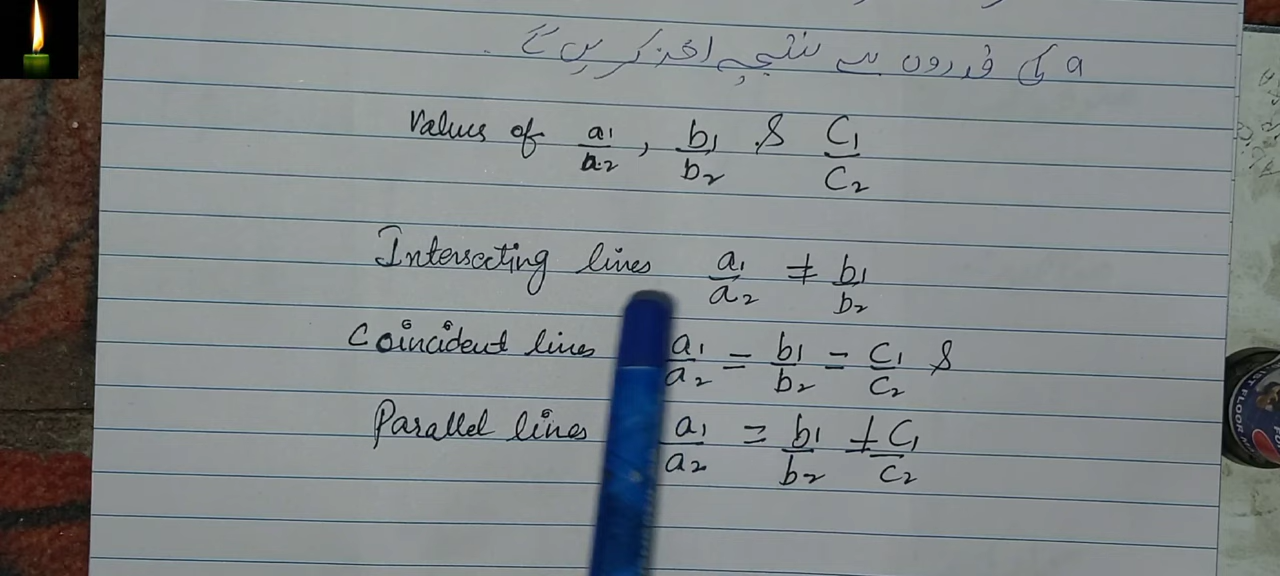 a کی قدروں سے نتیجہ اخذ کریں گے۔
Values of a1/a2, b1/b2 & C1/C2
Intersecting lines a1/a2 ≠ b1/b2
Coincident lines a1/a2 = b1/b2 = C1/C2 &
Parallel lines a1/a2 = b1/b2 ≠ C1/C2